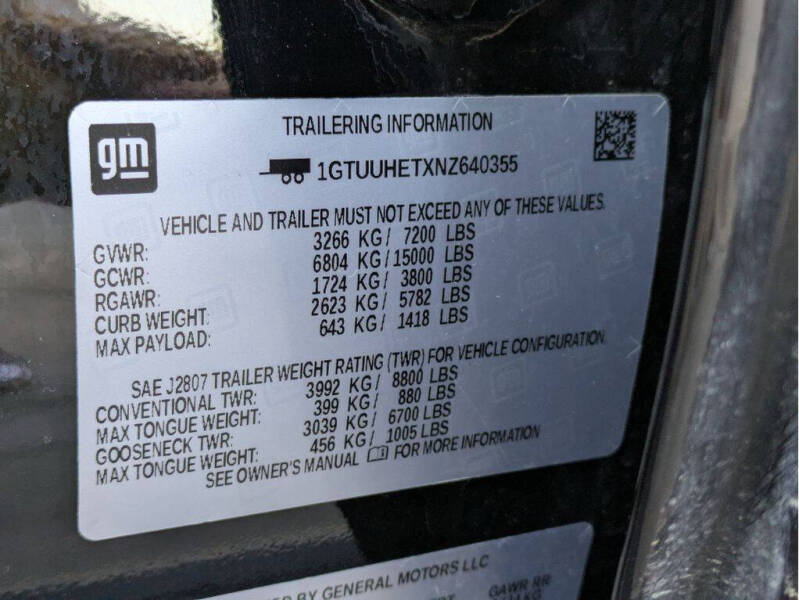 gm
TRAILERING INFORMATION
1GTUUHETXNZ640355
VEHICLE AND TRAILER MUST NOT EXCEED ANY OF THESE VALUES.
GVWR: 3266 KG/ 7200 LBS
GCWR: 6804 KG/ 15000 LBS
RGAWR: 1724 KG/ 3800 LBS
CURB WEIGHT: 2623 KG/ 5782 LBS
MAX PAYLOAD: 643 KG/ 1418 LBS
SAE J2807 TRAILER WEIGHT RATING (TWR) FOR VEHICLE CONFIGURATION.
CONVENTIONAL TWR: 3992 KG/ 8800 LBS
MAX TONGUE WEIGHT: 399 KG/ 880 LBS
GOOSENECK TWR: 3039 KG/ 6700 LBS
MAX TONGUE WEIGHT: 456 KG/ 1005 LBS
SEE OWNER'S MANUAL FOR MORE INFORMATION
BY GENERAL MOTORS LLC
GAWR RR
KG